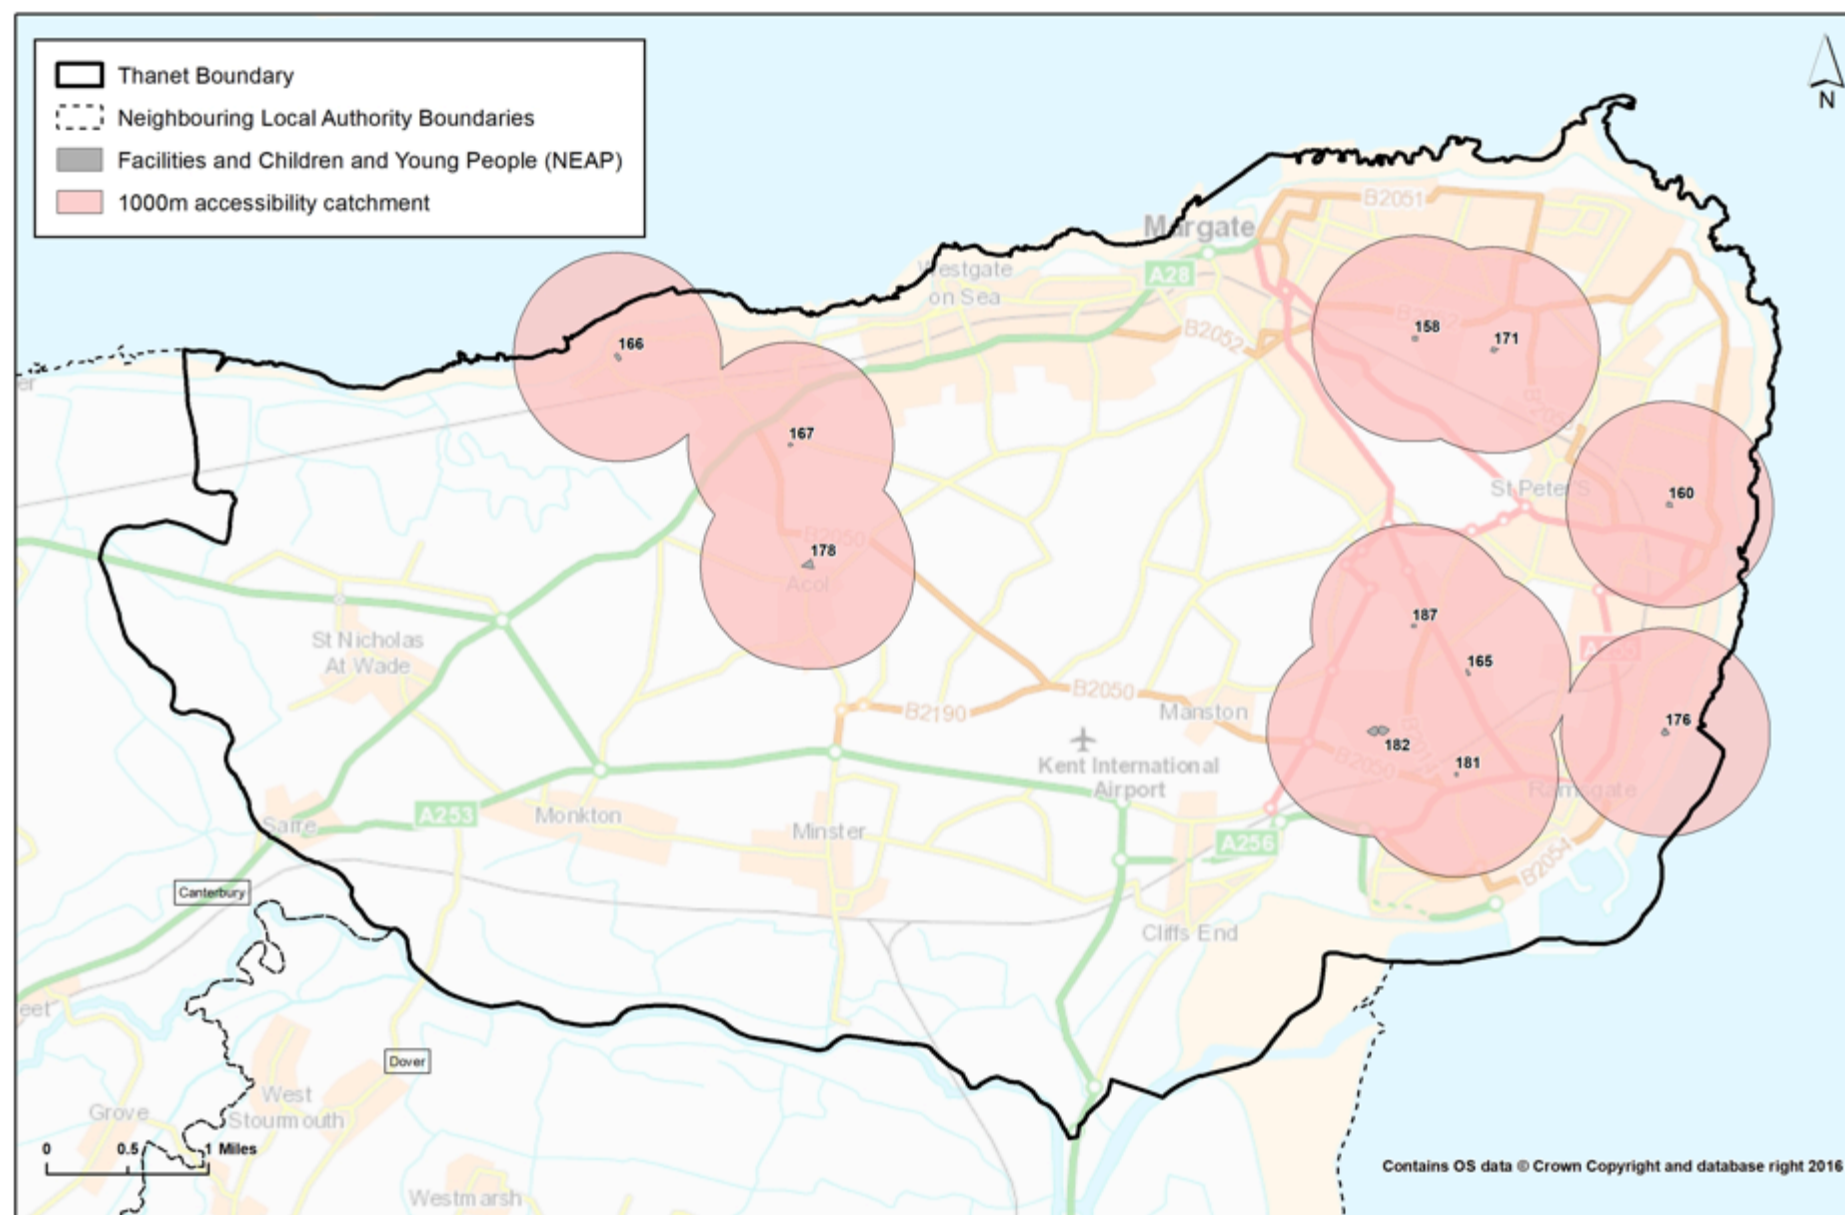 Thanet Boundary
Neighbouring Local Authority Boundaries
Facilities and Children and Young People (NEAP)
1000m accessibility catchment
N
B2051
Margate
Westgate
on Sea
A28
B2052
158
171
166
167
160
St Peter'S
B2050
178
Acol
187
St Nicholas
At Wade
165
B2050
B2190
Manston
176
182
181
B2050
Kent International
Airport
Ramsgate
A253
Monkton
Sarre
Minster
A256
B2054
Canterbury
Cliffs End
Dover
West
Stourmouth
Grove
0 0.5 1 Miles
Contains OS data © Crown Copyright and database right 2016
Westmarsh